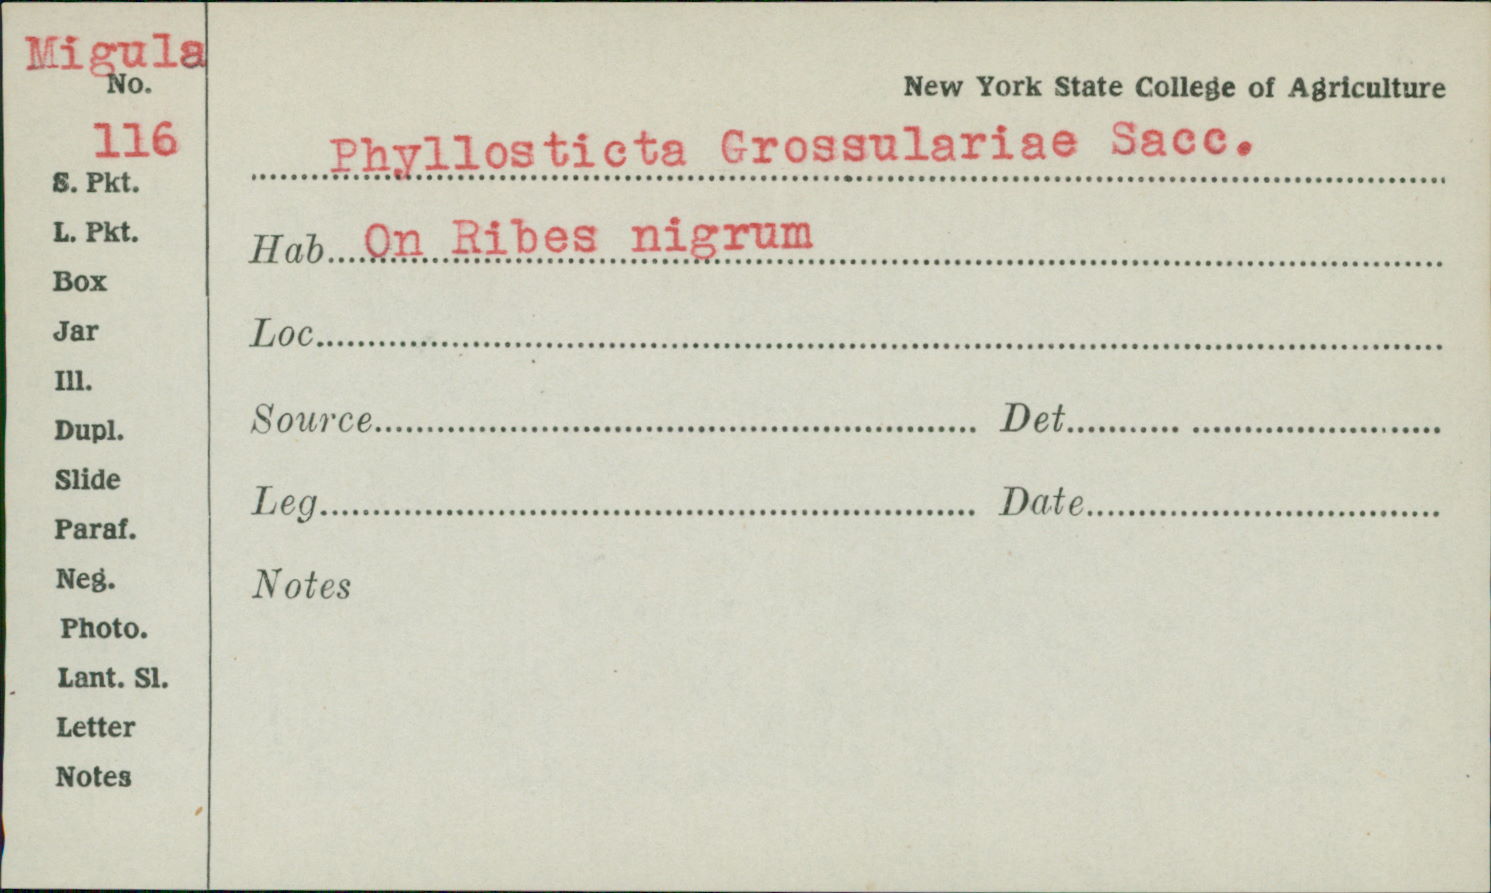 Migula
No.
116
S. Pkt.
L. Pkt.
Box
Jar
Ill.
Dupl.
Slide
Paraf.
Neg.
Photo.
Lant. Sl.
Letter
Notes
New York State College of Agriculture
Phyllosticta Grossulariae Sacc.
Hab....On Ribes nigrum
Loc.
Source. Det.
Leg. Date.
Notes